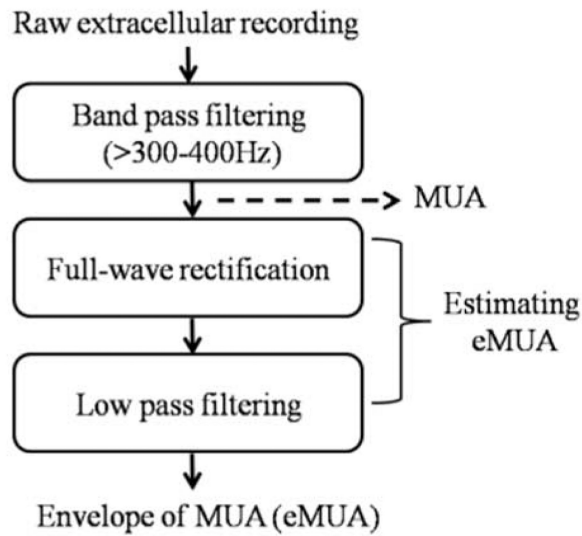 Raw extracellular recording
Band pass filtering
(>300-400Hz)
MUA
Full-wave rectification
Estimating
eMUA
Low pass filtering
Envelope of MUA (eMUA)